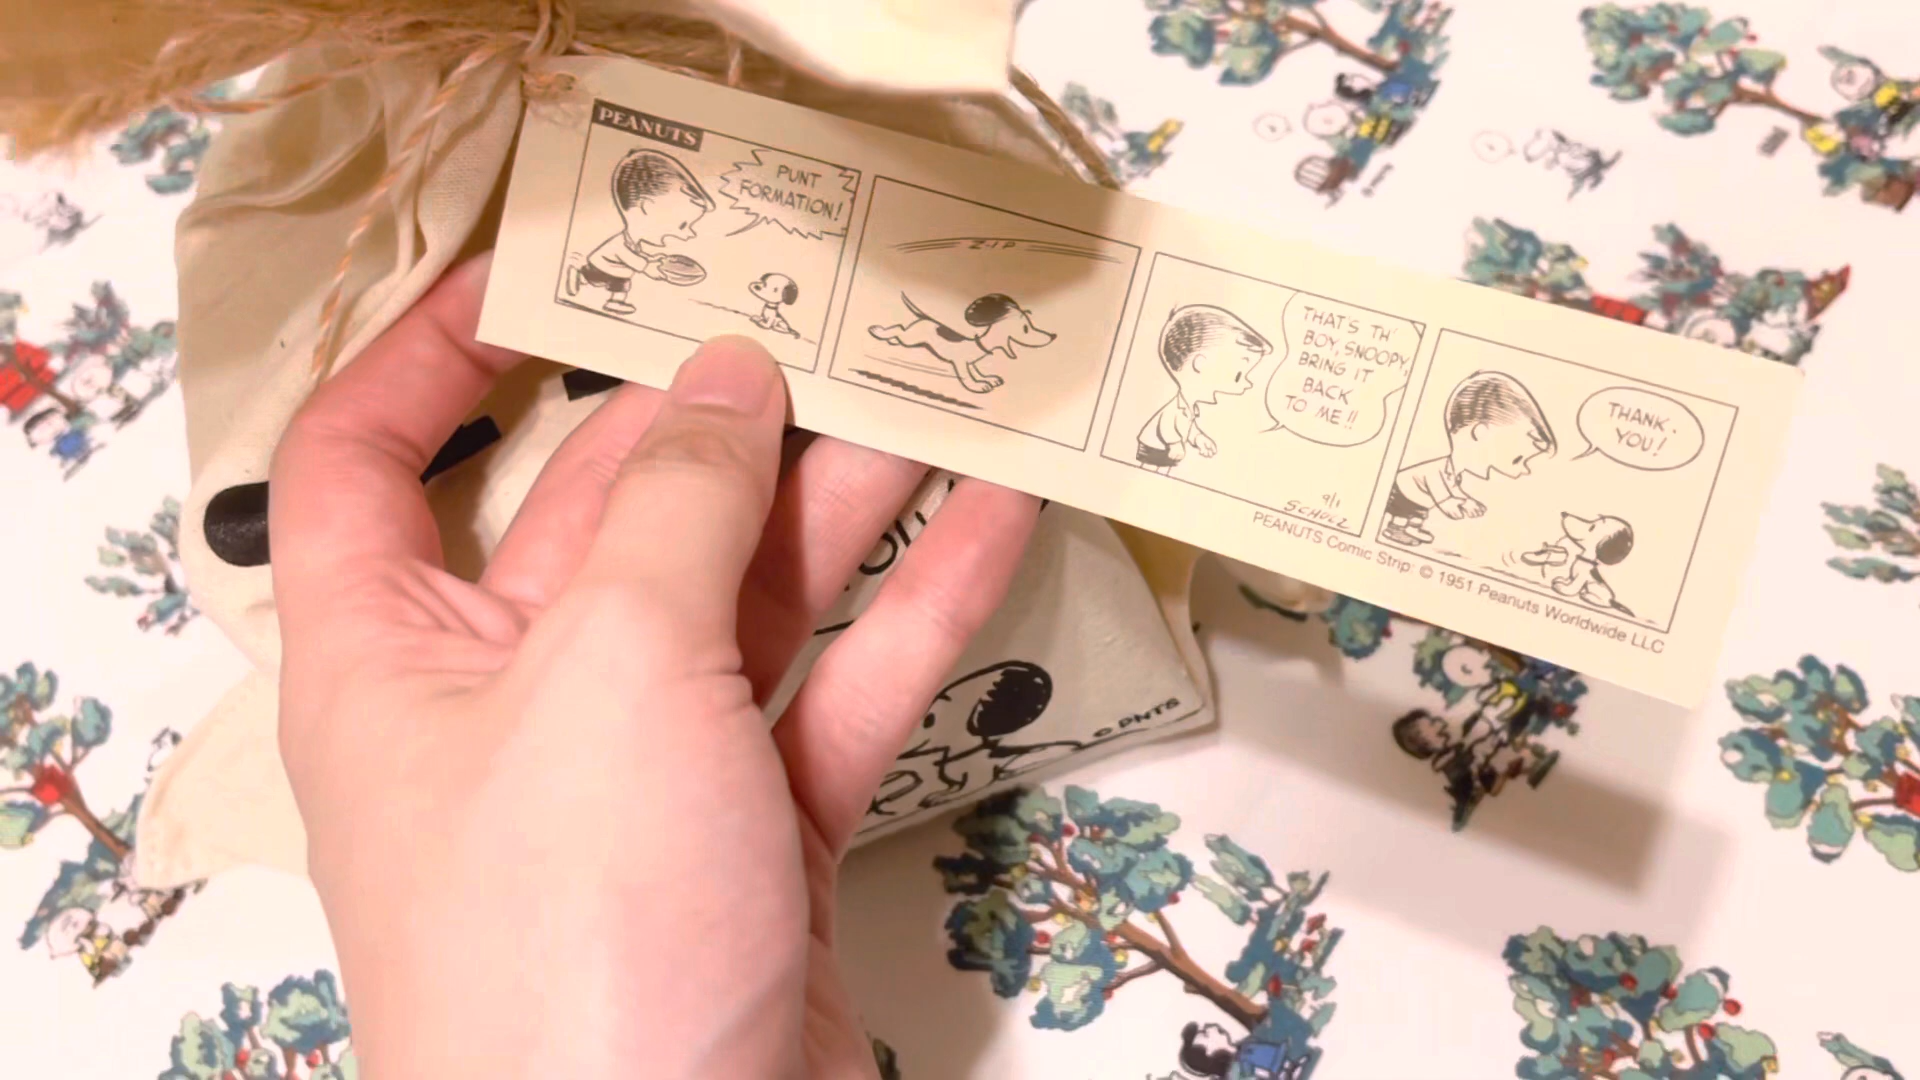 PEANUTS
PUNT
FORMATION!
Z-I-P
THAT'S TH'
BOY, SNOOPY,
BRING IT
BACK
TO ME!!
9/1
SCHULZ
THANK-
YOU!
PEANUTS Comic Strip © 1951 Peanuts Worldwide LLC
© PNTS